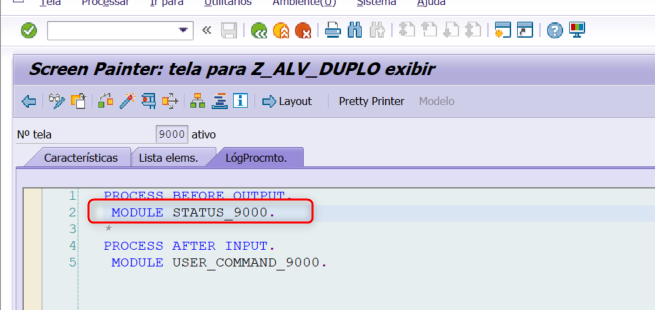 Tela Processar Ir para Utilitários Ambiente(U) Sistema Ajuda
Screen Painter: tela para Z_ALV_DUPLO exibir
Layout Pretty Printer Modelo
Nº tela 9000 ativo
Características Lista elems. LógProcmto.
1 PROCESS BEFORE OUTPUT.
2 MODULE STATUS_9000.
3 *
4 PROCESS AFTER INPUT.
5 MODULE USER_COMMAND_9000.